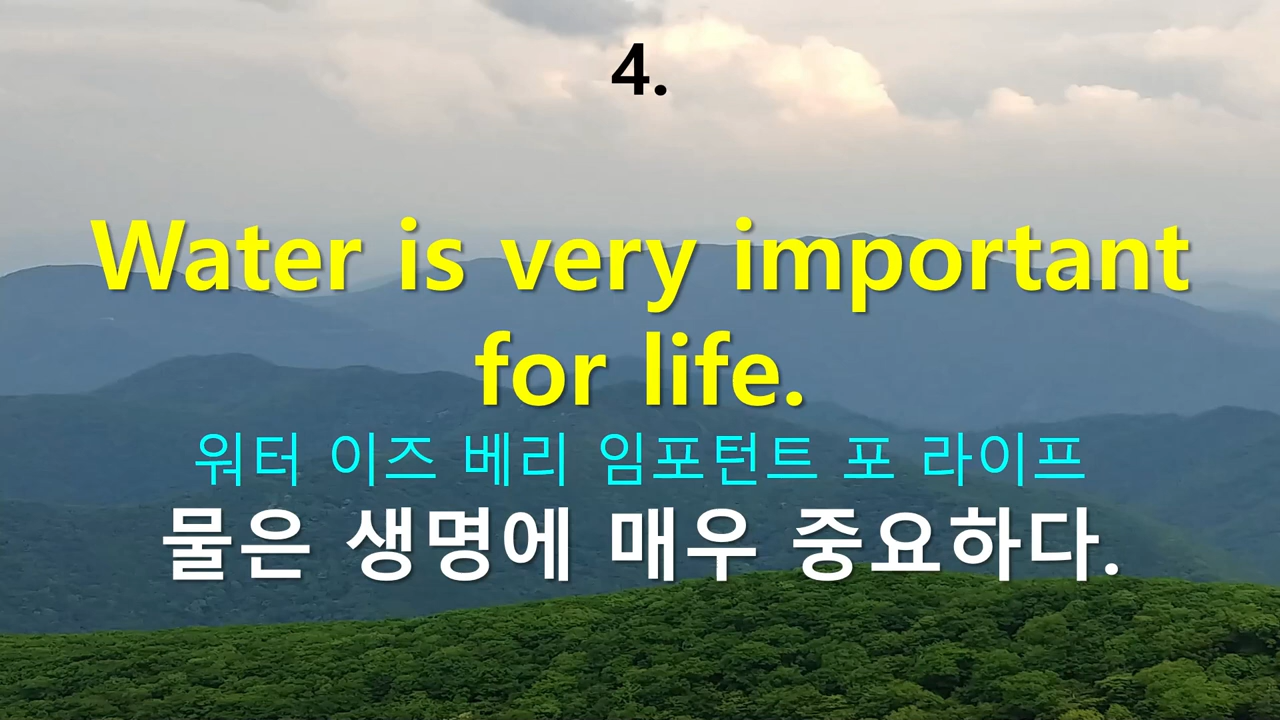 4.
Water is very important
for life.
워터 이즈 베리 임포턴트 포 라이프
물은 생명에 매우 중요하다.